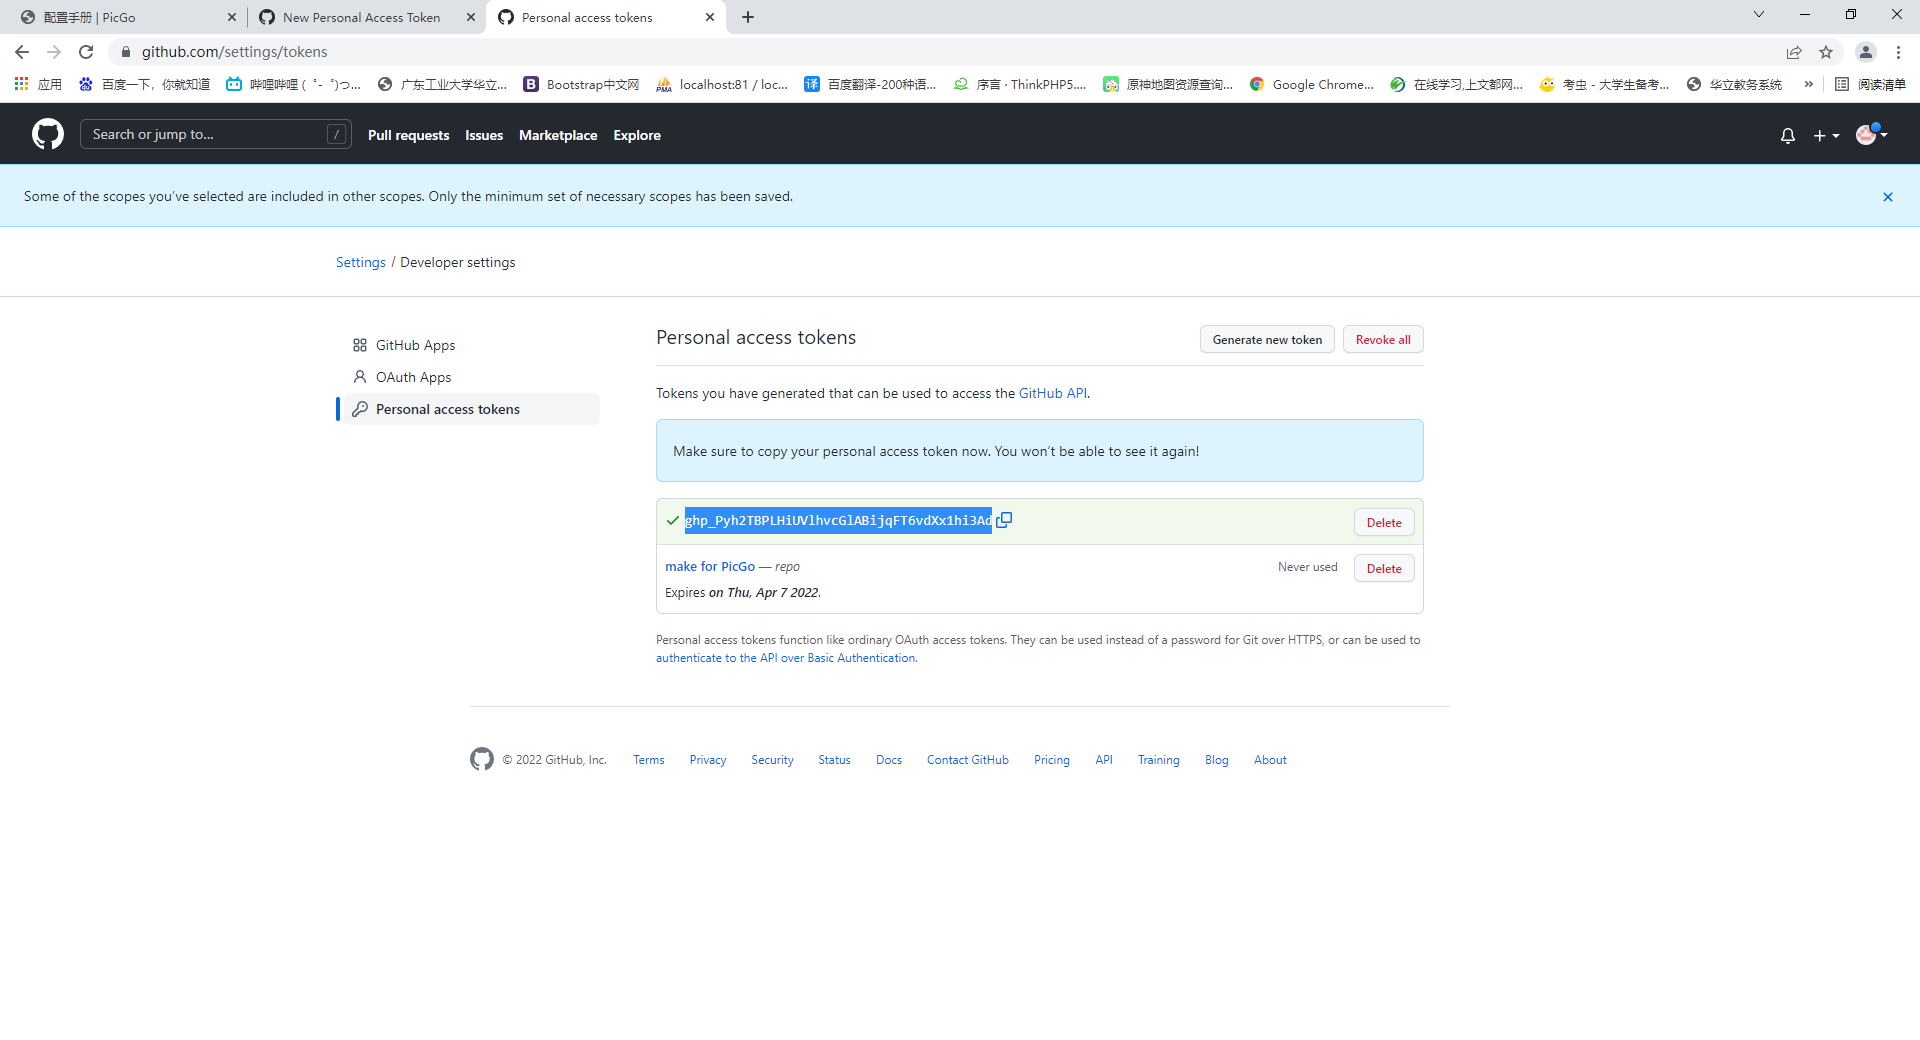 配置手册 | PicGo
New Personal Access Token
Personal access tokens
github.com/settings/tokens
应用
百度一下，你就知道
哔哩哔哩 (゜-゜)つ...
广东工业大学华立...
Bootstrap中文网
localhost:81 / loc...
百度翻译-200种语...
序言 · ThinkPHP5....
原神地图资源查询...
Google Chrome...
在线学习,上文都网...
考虫 - 大学生备考...
华立教务系统
»
阅读清单
Search or jump to...
/
Pull requests
Issues
Marketplace
Explore
Some of the scopes you’ve selected are included in other scopes. Only the minimum set of necessary scopes has been saved.
Settings / Developer settings
GitHub Apps
OAuth Apps
Personal access tokens
Personal access tokens
Generate new token
Revoke all
Tokens you have generated that can be used to access the GitHub API.
Make sure to copy your personal access token now. You won’t be able to see it again!
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
Delete
make for PicGo — repo
Never used
Delete
Expires on Thu, Apr 7 2022.
Personal access tokens function like ordinary OAuth access tokens. They can be used instead of a password for Git over HTTPS, or can be used to
authenticate to the API over Basic Authentication.
© 2022 GitHub, Inc.
Terms
Privacy
Security
Status
Docs
Contact GitHub
Pricing
API
Training
Blog
About